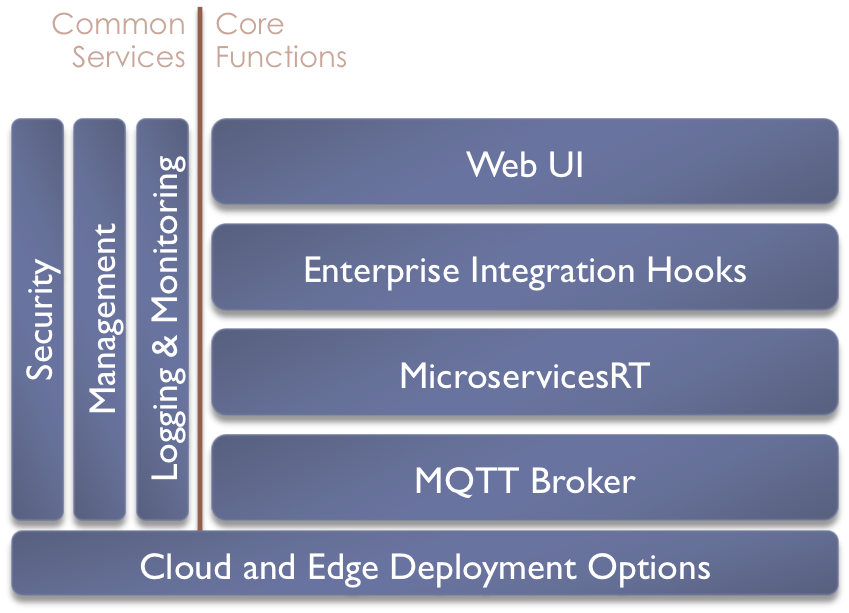 Common
Services
Core
Functions
Security
Management
Logging & Monitoring
Web UI
Enterprise Integration Hooks
MicroservicesRT
MQTT Broker
Cloud and Edge Deployment Options